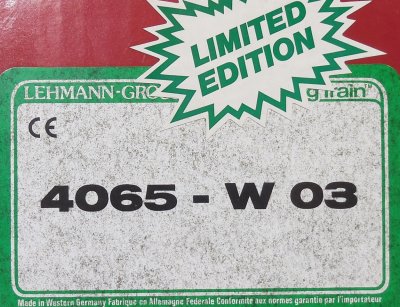 LIMITED
EDITION
LEHMANN-GRO
g Train
CE
4065 - W 03
Made in Western Germany Fabriqué en Allemagne Federale Conformité aux normes garantie par l'importateur